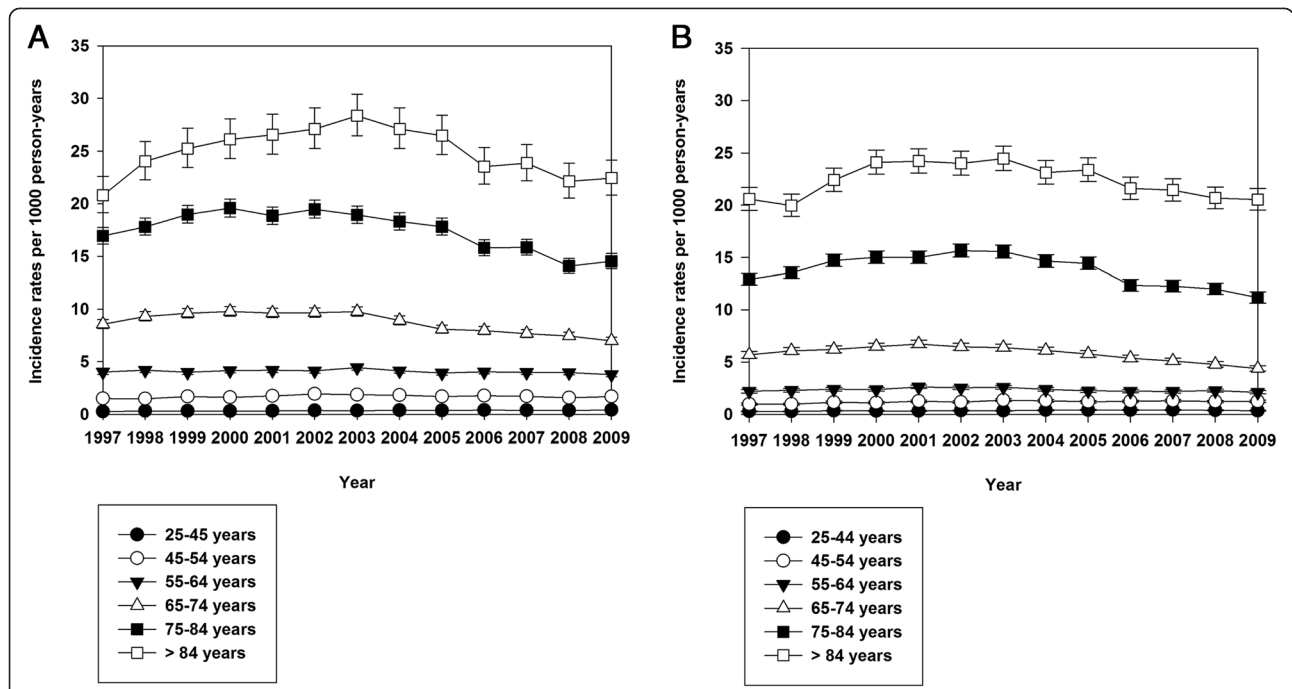 A
Incidence rates per 1000 person-years
35
30
25
20
15
10
5
0
1997 1998 1999 2000 2001 2002 2003 2004 2005 2006 2007 2008 2009
Year
25-45 years
45-54 years
55-64 years
65-74 years
75-84 years
> 84 years
B
Incidence rates per 1000 person-years
35
30
25
20
15
10
5
0
1997 1998 1999 2000 2001 2002 2003 2004 2005 2006 2007 2008 2009
Year
25-44 years
45-54 years
55-64 years
65-74 years
75-84 years
> 84 years